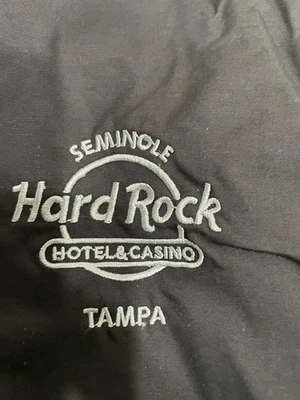 SEMINOLE
Hard Rock
HOTEL&CASINO
TAMPA